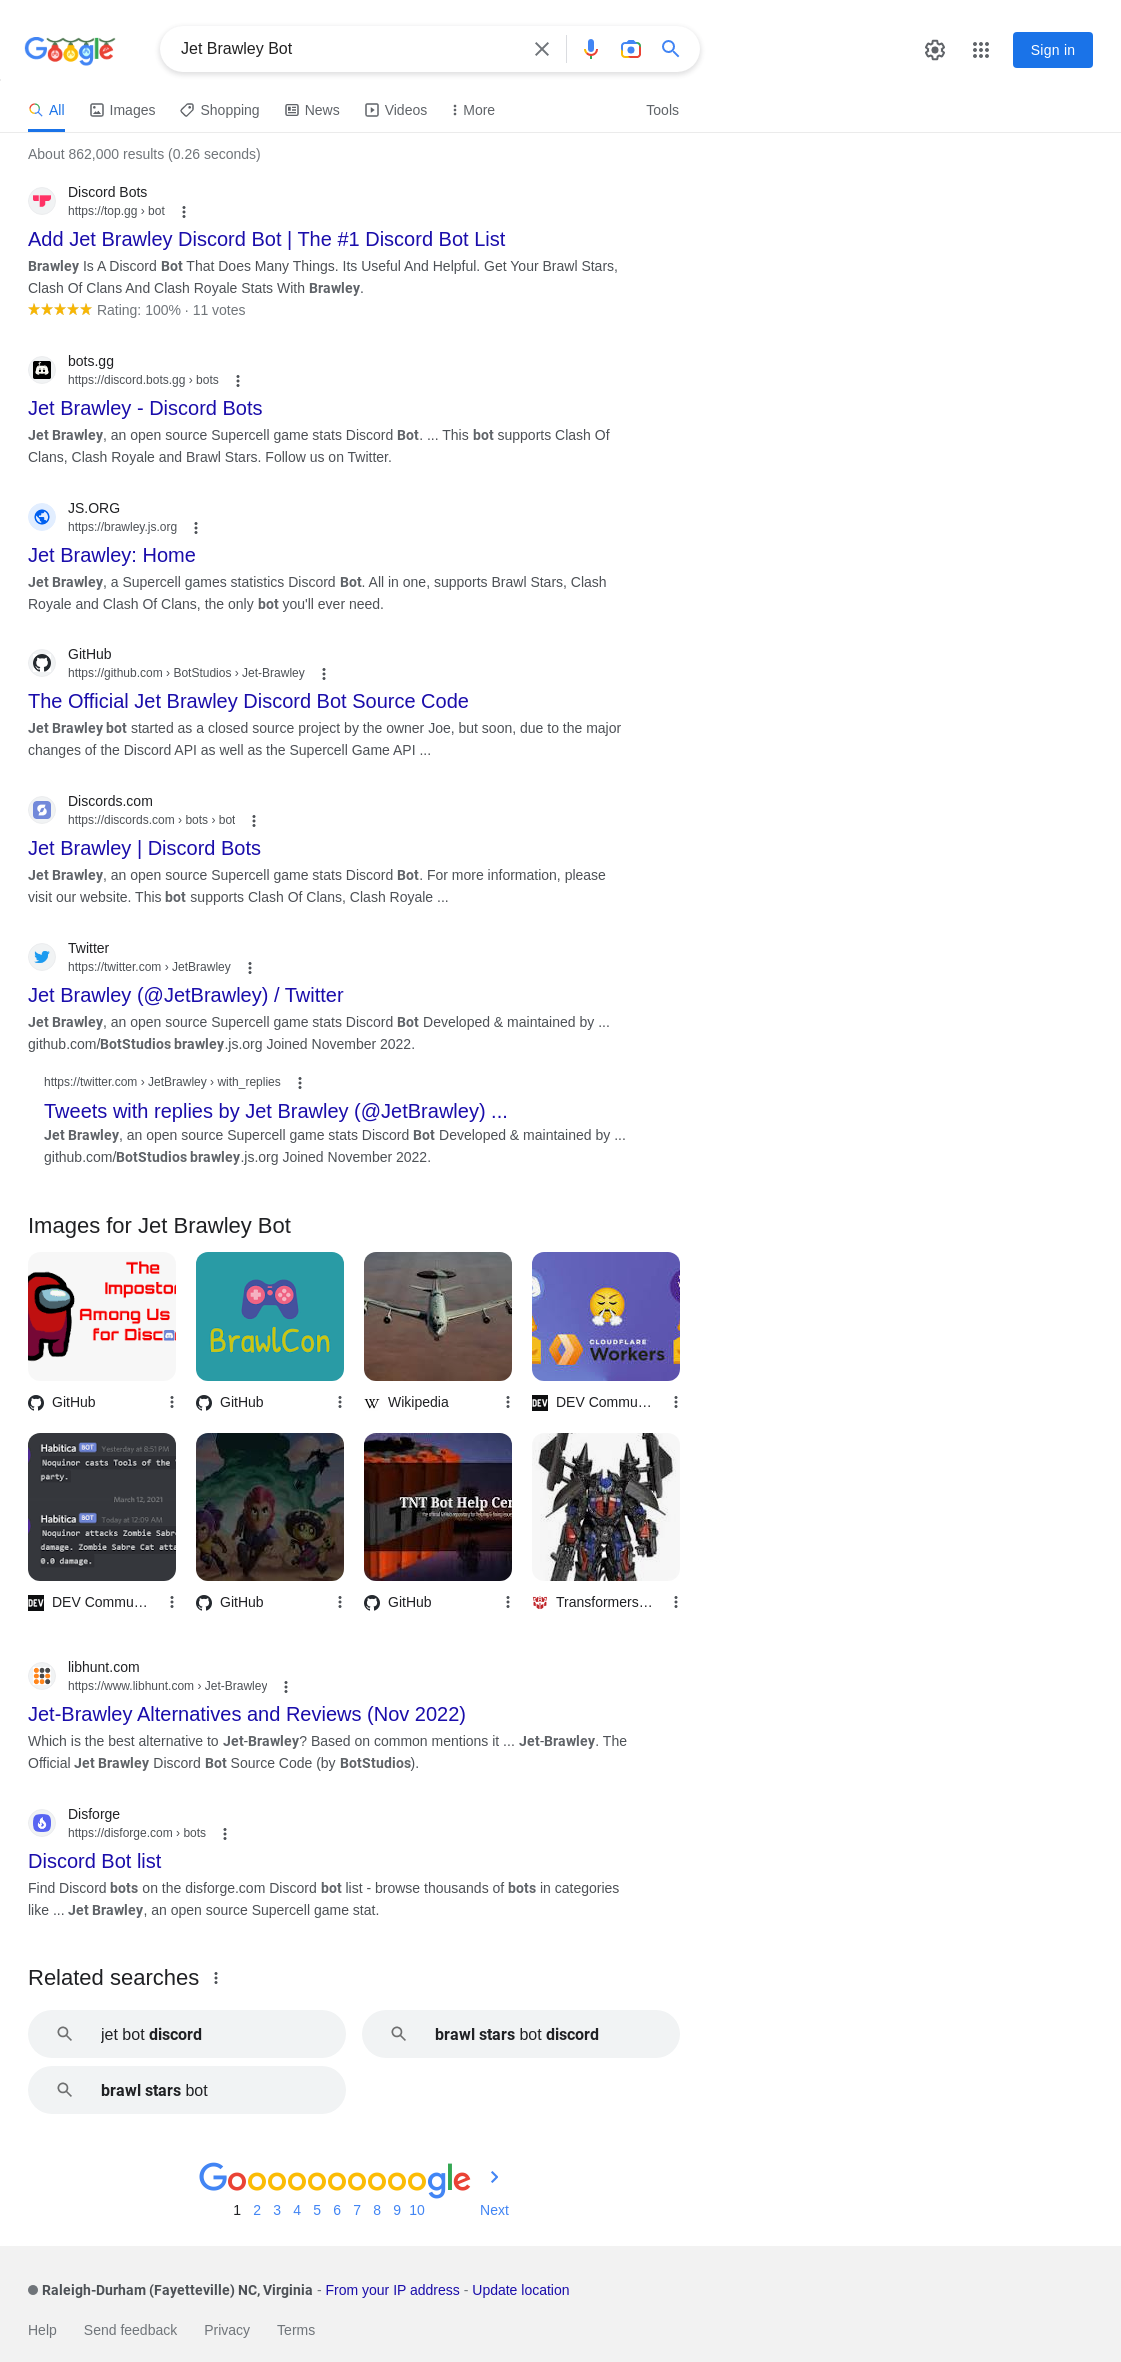 Google
Jet Brawley Bot
Sign in
All
Images
Shopping
News
Videos
More
Tools
About 862,000 results (0.26 seconds)
Discord Bots
https://top.gg › bot
Add Jet Brawley Discord Bot | The #1 Discord Bot List
Brawley Is A Discord Bot That Does Many Things. Its Useful And Helpful. Get Your Brawl Stars,
Clash Of Clans And Clash Royale Stats With Brawley.
Rating: 100% · 11 votes
bots.gg
https://discord.bots.gg › bots
Jet Brawley - Discord Bots
Jet Brawley, an open source Supercell game stats Discord Bot. ... This bot supports Clash Of
Clans, Clash Royale and Brawl Stars. Follow us on Twitter.
JS.ORG
https://brawley.js.org
Jet Brawley: Home
Jet Brawley, a Supercell games statistics Discord Bot. All in one, supports Brawl Stars, Clash
Royale and Clash Of Clans, the only bot you'll ever need.
GitHub
https://github.com › BotStudios › Jet-Brawley
The Official Jet Brawley Discord Bot Source Code
Jet Brawley bot started as a closed source project by the owner Joe, but soon, due to the major
changes of the Discord API as well as the Supercell Game API ...
Discords.com
https://discords.com › bots › bot
Jet Brawley | Discord Bots
Jet Brawley, an open source Supercell game stats Discord Bot. For more information, please
visit our website. This bot supports Clash Of Clans, Clash Royale ...
Twitter
https://twitter.com › JetBrawley
Jet Brawley (@JetBrawley) / Twitter
Jet Brawley, an open source Supercell game stats Discord Bot Developed & maintained by ...
github.com/BotStudios brawley.js.org Joined November 2022.
https://twitter.com › JetBrawley › with_replies
Tweets with replies by Jet Brawley (@JetBrawley) ...
Jet Brawley, an open source Supercell game stats Discord Bot Developed & maintained by ...
github.com/BotStudios brawley.js.org Joined November 2022.
Images for Jet Brawley Bot
The
Impostor
Among Us
for Disco
BrawlCon
CLOUDFLARE
Workers
GitHub
GitHub
Wikipedia
DEV Commu...
Habitica BOT Yesterday at 8:51 PM
Noquinor casts Tools of the
party.
March 12, 2021
Habitica BOT Today at 12:09 AM
Noquinor attacks Zombie Sabre
damage. Zombie Sabre Cat atta
0.0 damage.
TNT Bot Help Cen
DEV Commu...
GitHub
GitHub
Transformers...
libhunt.com
https://www.libhunt.com › Jet-Brawley
Jet-Brawley Alternatives and Reviews (Nov 2022)
Which is the best alternative to Jet-Brawley? Based on common mentions it ... Jet-Brawley. The
Official Jet Brawley Discord Bot Source Code (by BotStudios).
Disforge
https://disforge.com › bots
Discord Bot list
Find Discord bots on the disforge.com Discord bot list - browse thousands of bots in categories
like ... Jet Brawley, an open source Supercell game stat.
Related searches
jet bot discord
brawl stars bot discord
brawl stars bot
Goooooooooogle
1 2 3 4 5 6 7 8 9 10 Next
Raleigh-Durham (Fayetteville) NC, Virginia - From your IP address - Update location
Help Send feedback Privacy Terms